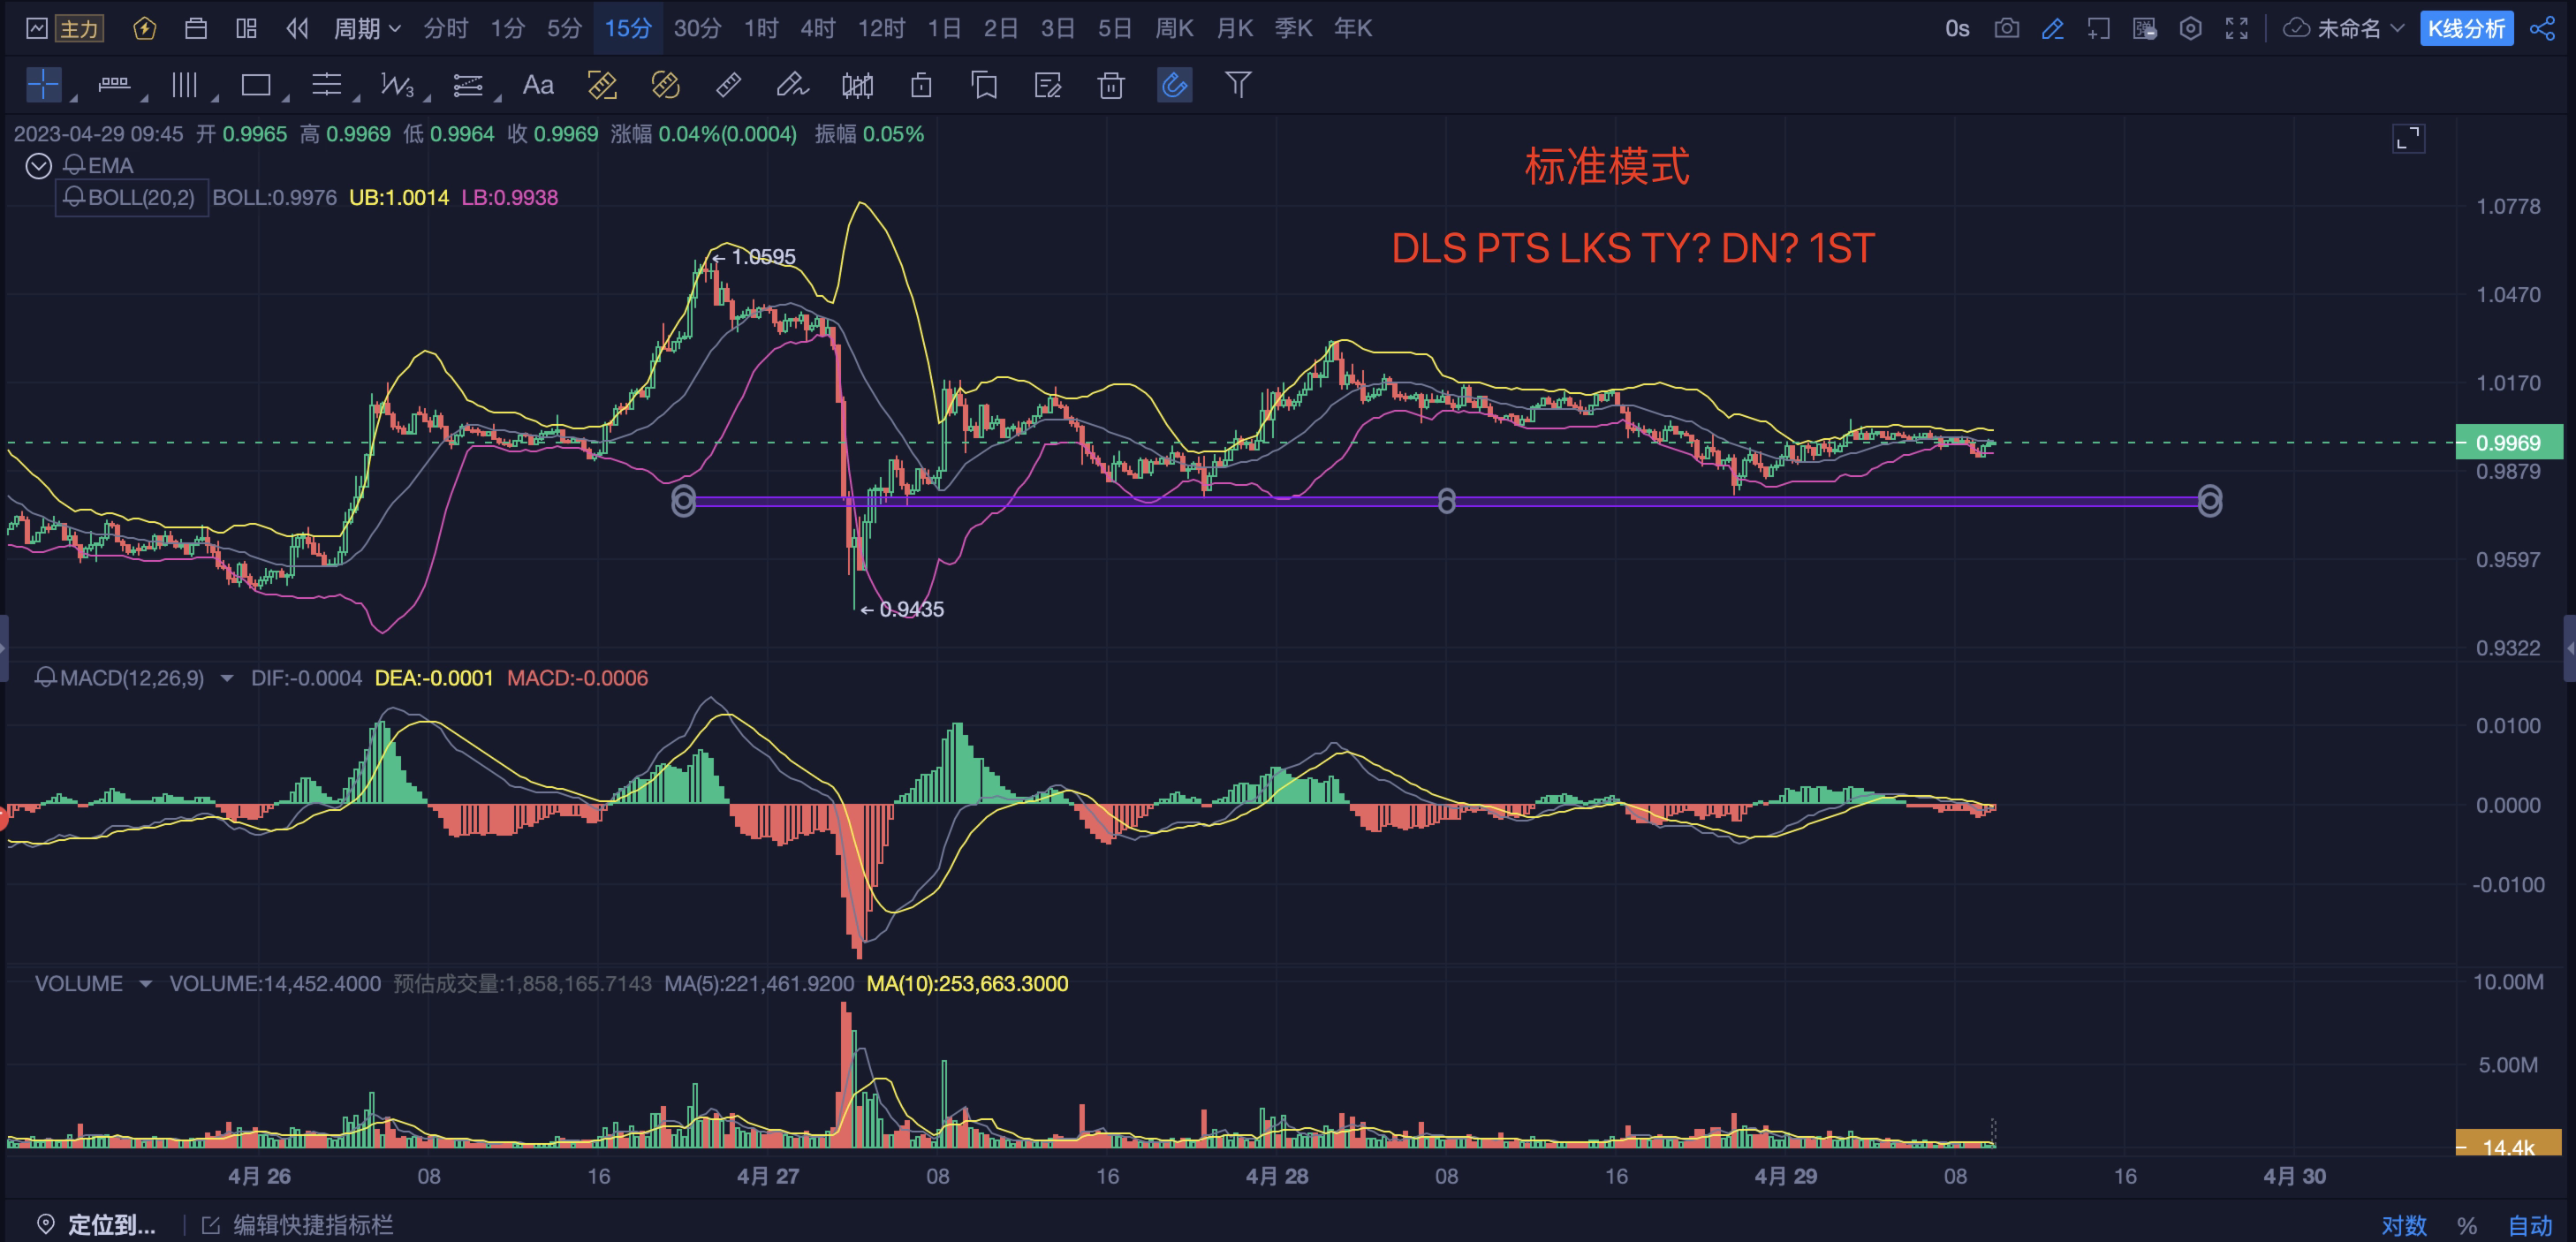 主力 周期 分时 1分 5分 15分 30分 1时 4时 12时 1日 2日 3日 5日 周K 月K 季K 年K 0s 未命名 K线分析
Aa
2023-04-29 09:45 开 0.9965 高 0.9969 低 0.9964 收 0.9969 涨幅 0.04%(0.0004) 振幅 0.05%
EMA
BOLL(20,2) BOLL:0.9976 UB:1.0014 LB:0.9938
标准模式
DLS PTS LKS TY? DN? 1ST
1.0778
←1.0595
1.0470
1.0170
0.9969
0.9879
0.9597
←0.9435
0.9322
MACD(12,26,9) DIF:-0.0004 DEA:-0.0001 MACD:-0.0006
0.0100
0.0000
-0.0100
VOLUME VOLUME:14,452.4000 预估成交量:1,858,165.7143 MA(5):221,461.9200 MA(10):253,663.3000
10.00M
5.00M
14.4k
4月 26 08 16 4月 27 08 16 4月 28 08 16 4月 29 08 16 4月 30
定位到... 编辑快捷指标栏 对数 % 自动